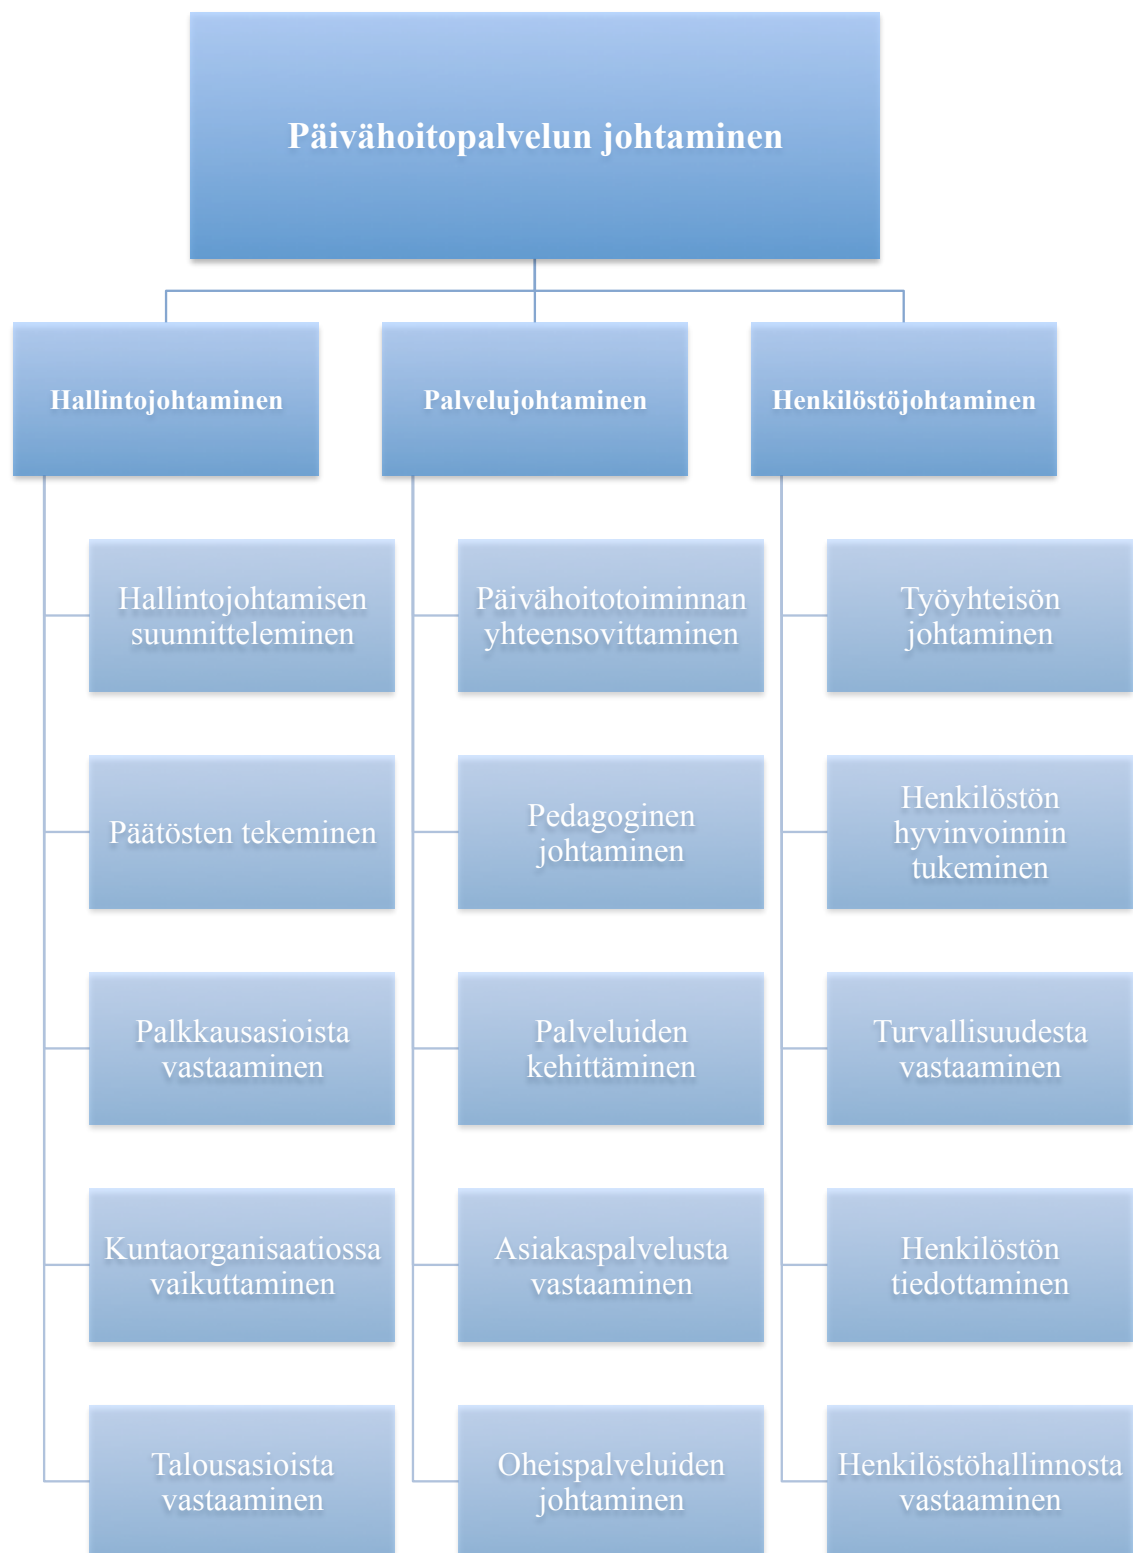 Päivähoitopalvelun johtaminen
Hallintojohtaminen
Palvelujohtaminen
Henkilöstöjohtaminen
Hallintojohtamisen
suunnitteleminen
Päivähoitotoiminnan
yhteensovittaminen
Työyhteisön
johtaminen
Päätösten tekeminen
Pedagoginen
johtaminen
Henkilöstön
hyvinvoinnin
tukeminen
Palkkausasioista
vastaaminen
Palveluiden
kehittäminen
Turvallisuudesta
vastaaminen
Kuntaorganisaatiossa
vaikuttaminen
Asiakaspalvelusta
vastaaminen
Henkilöstön
tiedottaminen
Talousasioista
vastaaminen
Oheispalveluiden
johtaminen
Henkilöstöhallinnosta
vastaaminen